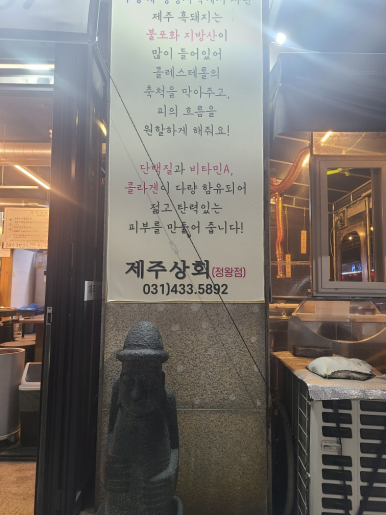 제주 흑돼지는
불포화 지방산이
많이 들어있어
콜레스테롤의
축척을 막아주고,
피의 흐름을
원할하게 해줘요!
단백질과 비타민A,
콜라겐이 다량 함유되어
젊고 탄력있는
피부를 만들어 줍니다!
제주상회(정왕점)
031)433.5892